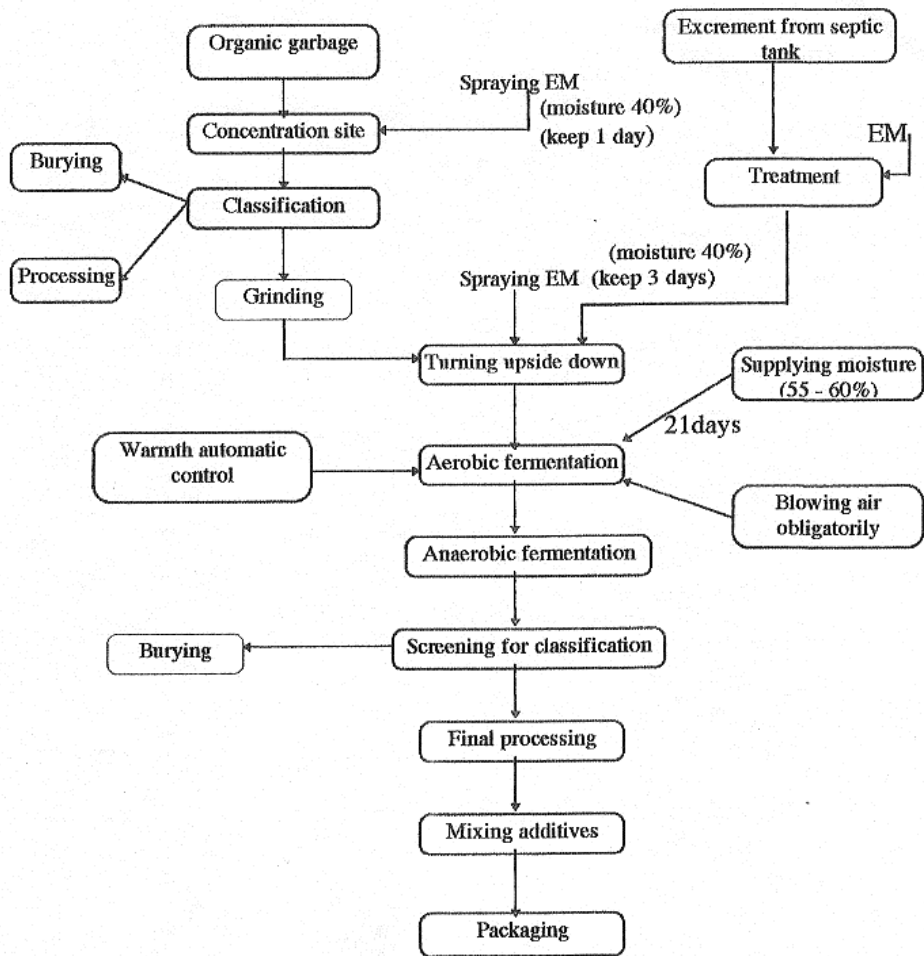 Organic garbage
Excrement from septic
tank
Spraying EM
(moisture 40%)
(keep 1 day)
Concentration site
EM
Burying
Treatment
Classification
Processing
Grinding
(moisture 40%)
Spraying EM (keep 3 days)
Turning upside down
Supplying moisture
(55 - 60%)
21days
Warmth automatic
control
Aerobic fermentation
Blowing air
obligatorily
Anaerobic fermentation
Burying
Screening for classification
Final processing
Mixing additives
Packaging